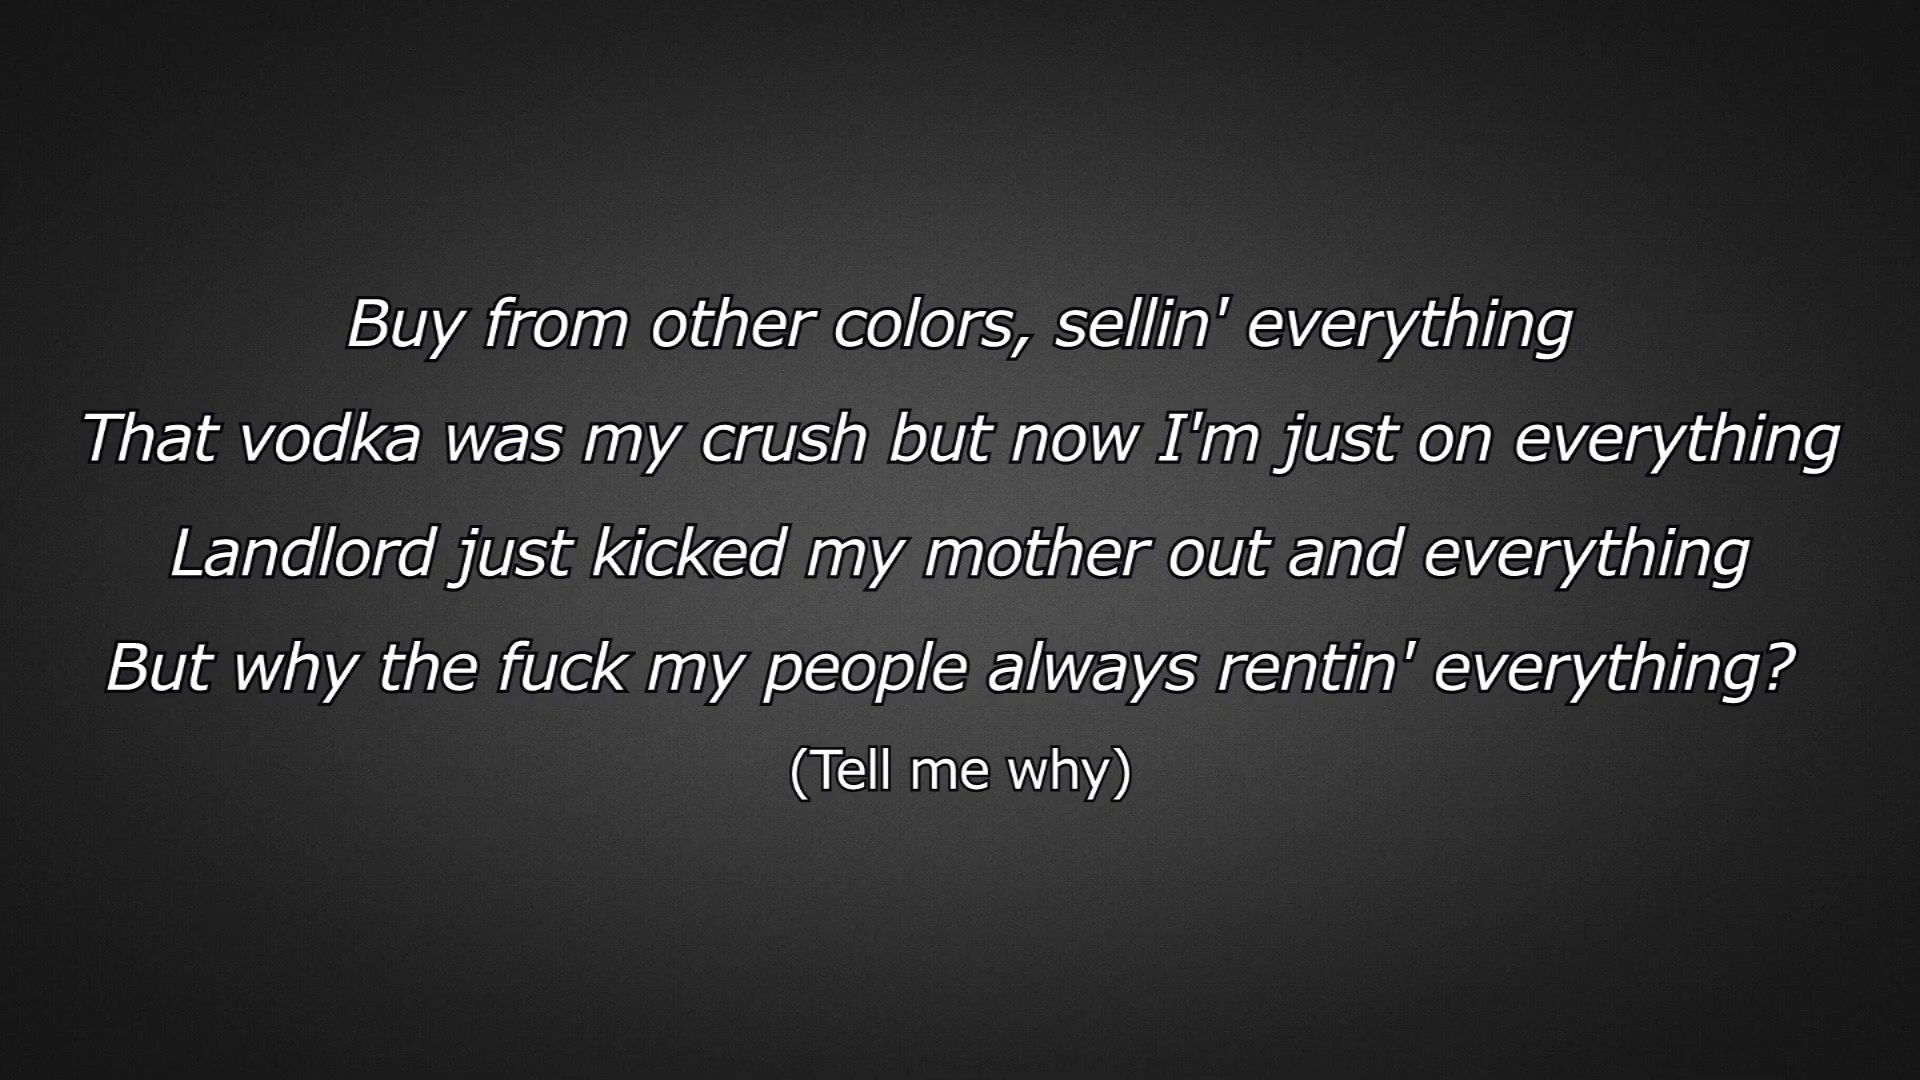 Buy from other colors, sellin' everything
That vodka was my crush but now I'm just on everything
Landlord just kicked my mother out and everything
But why the fuck my people always rentin' everything?
(Tell me why)